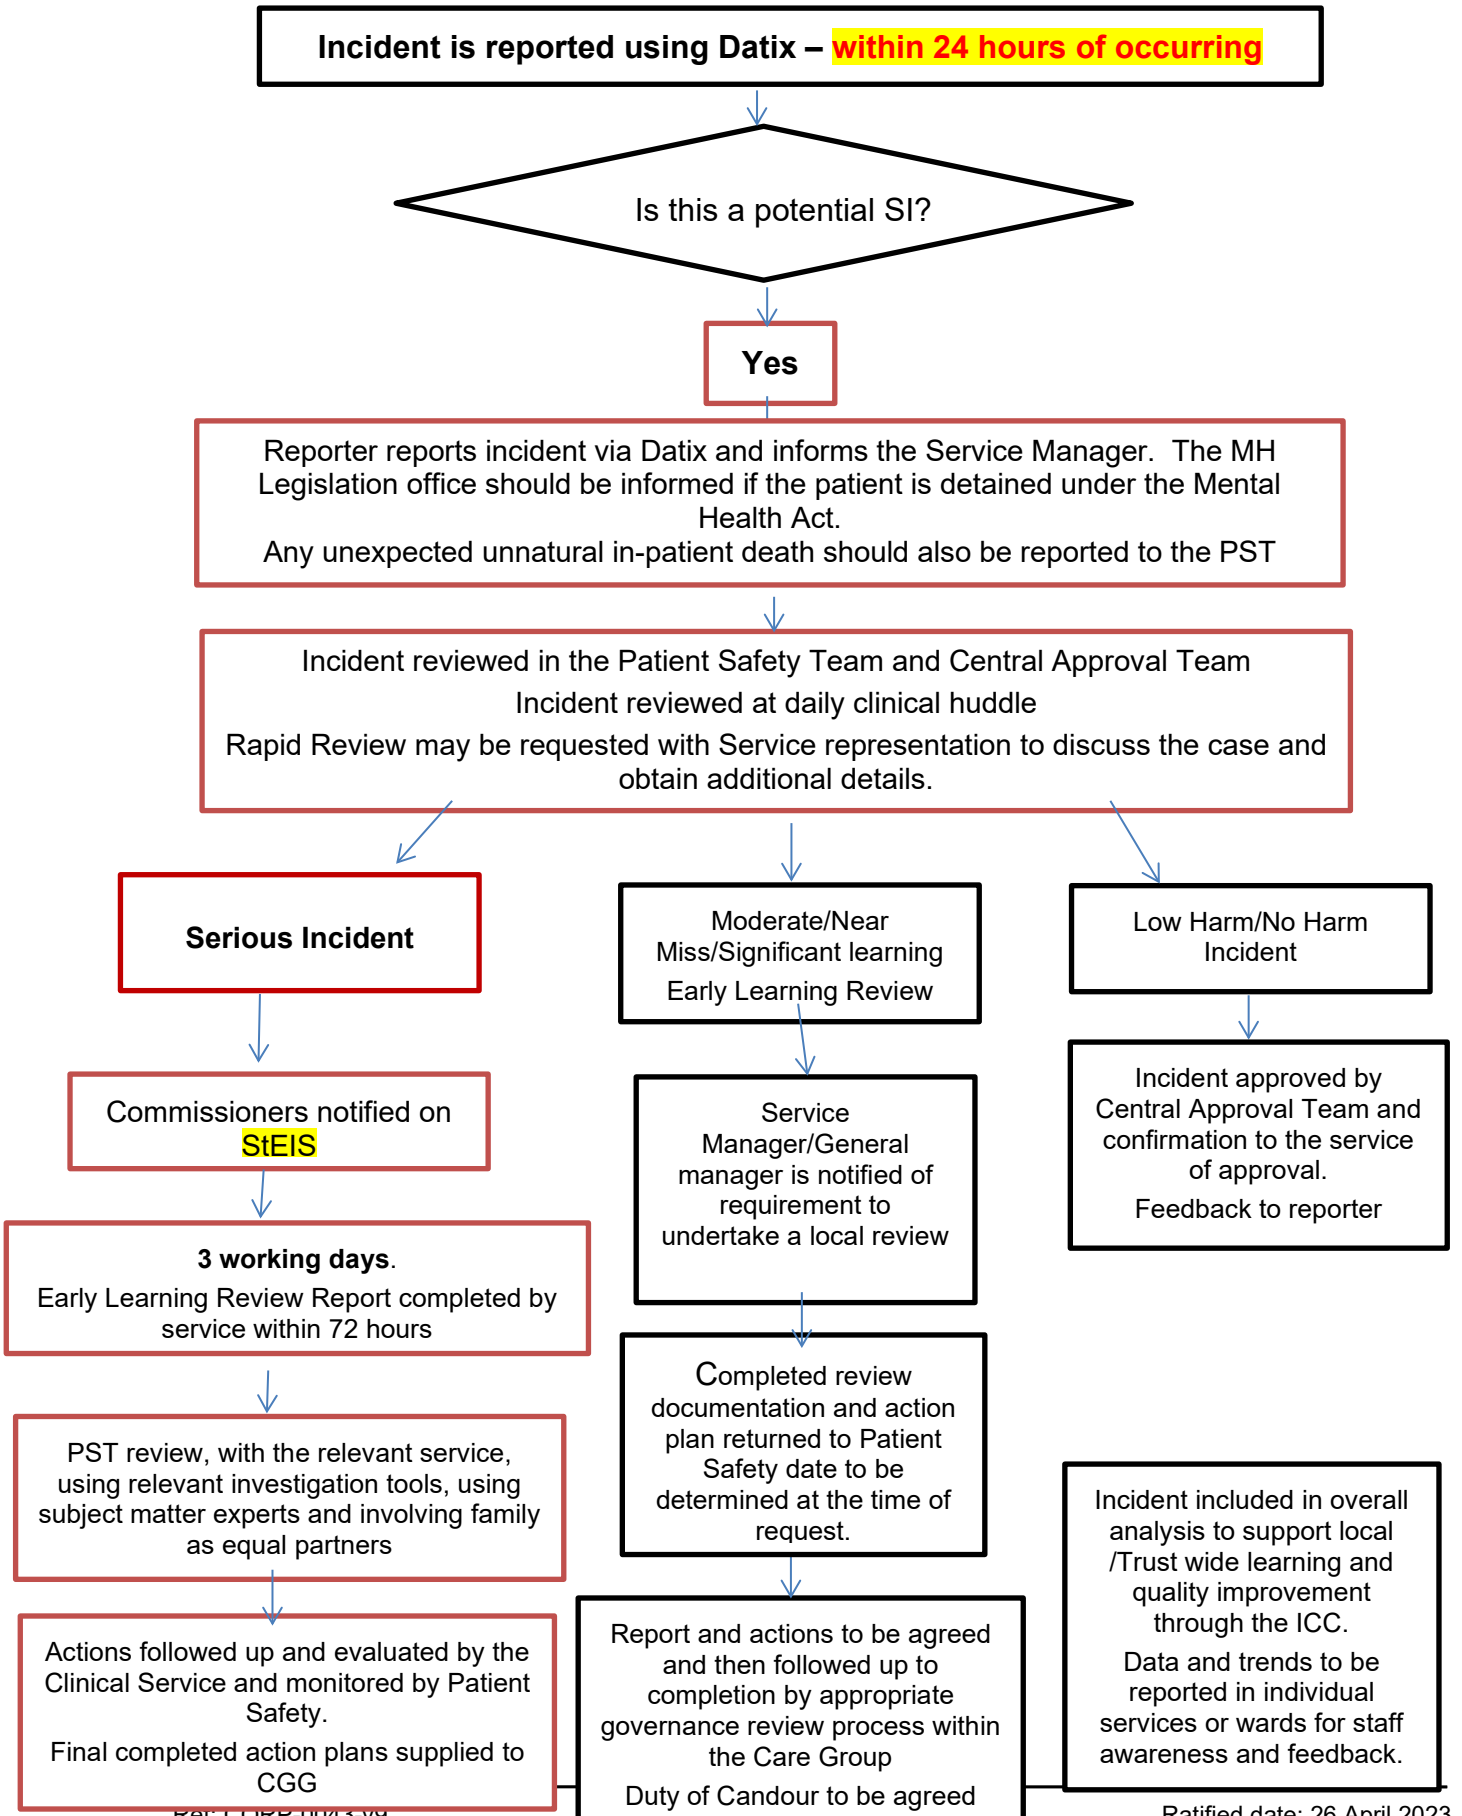 Incident is reported using Datix – within 24 hours of occurring
Is this a potential SI?
Yes
Reporter reports incident via Datix and informs the Service Manager.  The MH
Legislation office should be informed if the patient is detained under the Mental
Health Act.
Any unexpected unnatural in-patient death should also be reported to the PST
Incident reviewed in the Patient Safety Team and Central Approval Team
Incident reviewed at daily clinical huddle
Rapid Review may be requested with Service representation to discuss the case and
obtain additional details.
Serious Incident
Commissioners notified on
StEIS
3 working days.
Early Learning Review Report completed by
service within 72 hours
PST review, with the relevant service,
using relevant investigation tools, using
subject matter experts and involving family
as equal partners
Actions followed up and evaluated by the
Clinical Service and monitored by Patient
Safety.
Final completed action plans supplied to
CGG
Moderate/Near
Miss/Significant learning
Early Learning Review
Service
Manager/General
manager is notified of
requirement to
undertake a local review
Completed review
documentation and action
plan returned to Patient
Safety date to be
determined at the time of
request.
Report and actions to be agreed
and then followed up to
completion by appropriate
governance review process within
the Care Group
Duty of Candour to be agreed
Low Harm/No Harm
Incident
Incident approved by
Central Approval Team and
confirmation to the service
of approval.
Feedback to reporter
Incident included in overall
analysis to support local
/Trust wide learning and
quality improvement
through the ICC.
Data and trends to be
reported in individual
services or wards for staff
awareness and feedback.
Ref: CORP-0043-v9
Ratified date: 26 April 2023